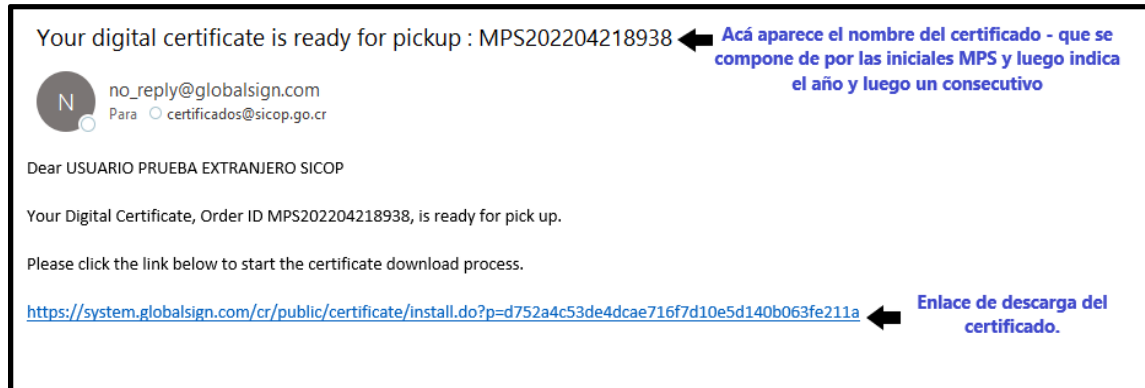 Your digital certificate is ready for pickup : MPS202204218938
Acá aparece el nombre del certificado - que se
compone de por las iniciales MPS y luego indica
el año y luego un consecutivo
N
no_reply@globalsign.com
Para certificados@sicop.go.cr
Dear USUARIO PRUEBA EXTRANJERO SICOP
Your Digital Certificate, Order ID MPS202204218938, is ready for pick up.
Please click the link below to start the certificate download process.
https://system.globalsign.com/cr/public/certificate/install.do?p=d752a4c53de4dcae716f7d10e5d140b063fe211a
Enlace de descarga del
certificado.